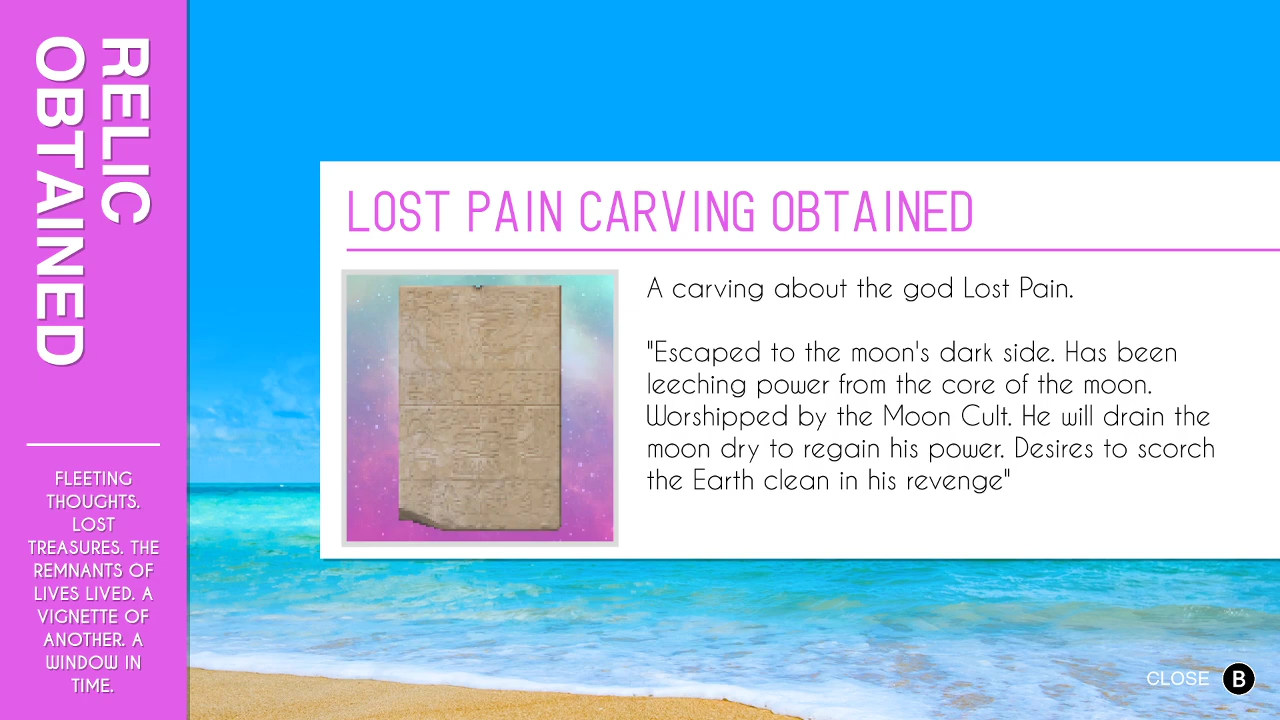 RELIC
OBTAINED
FLEETING
THOUGHTS.
LOST
TREASURES. THE
REMNANTS OF
LIVES LIVED. A
VIGNETTE OF
ANOTHER. A
WINDOW IN
TIME.
LOST PAIN CARVING OBTAINED
A carving about the god Lost Pain.
"Escaped to the moon's dark side. Has been
leeching power from the core of the moon.
Worshipped by the Moon Cult. He will drain the
moon dry to regain his power. Desires to scorch
the Earth clean in his revenge"
CLOSE B